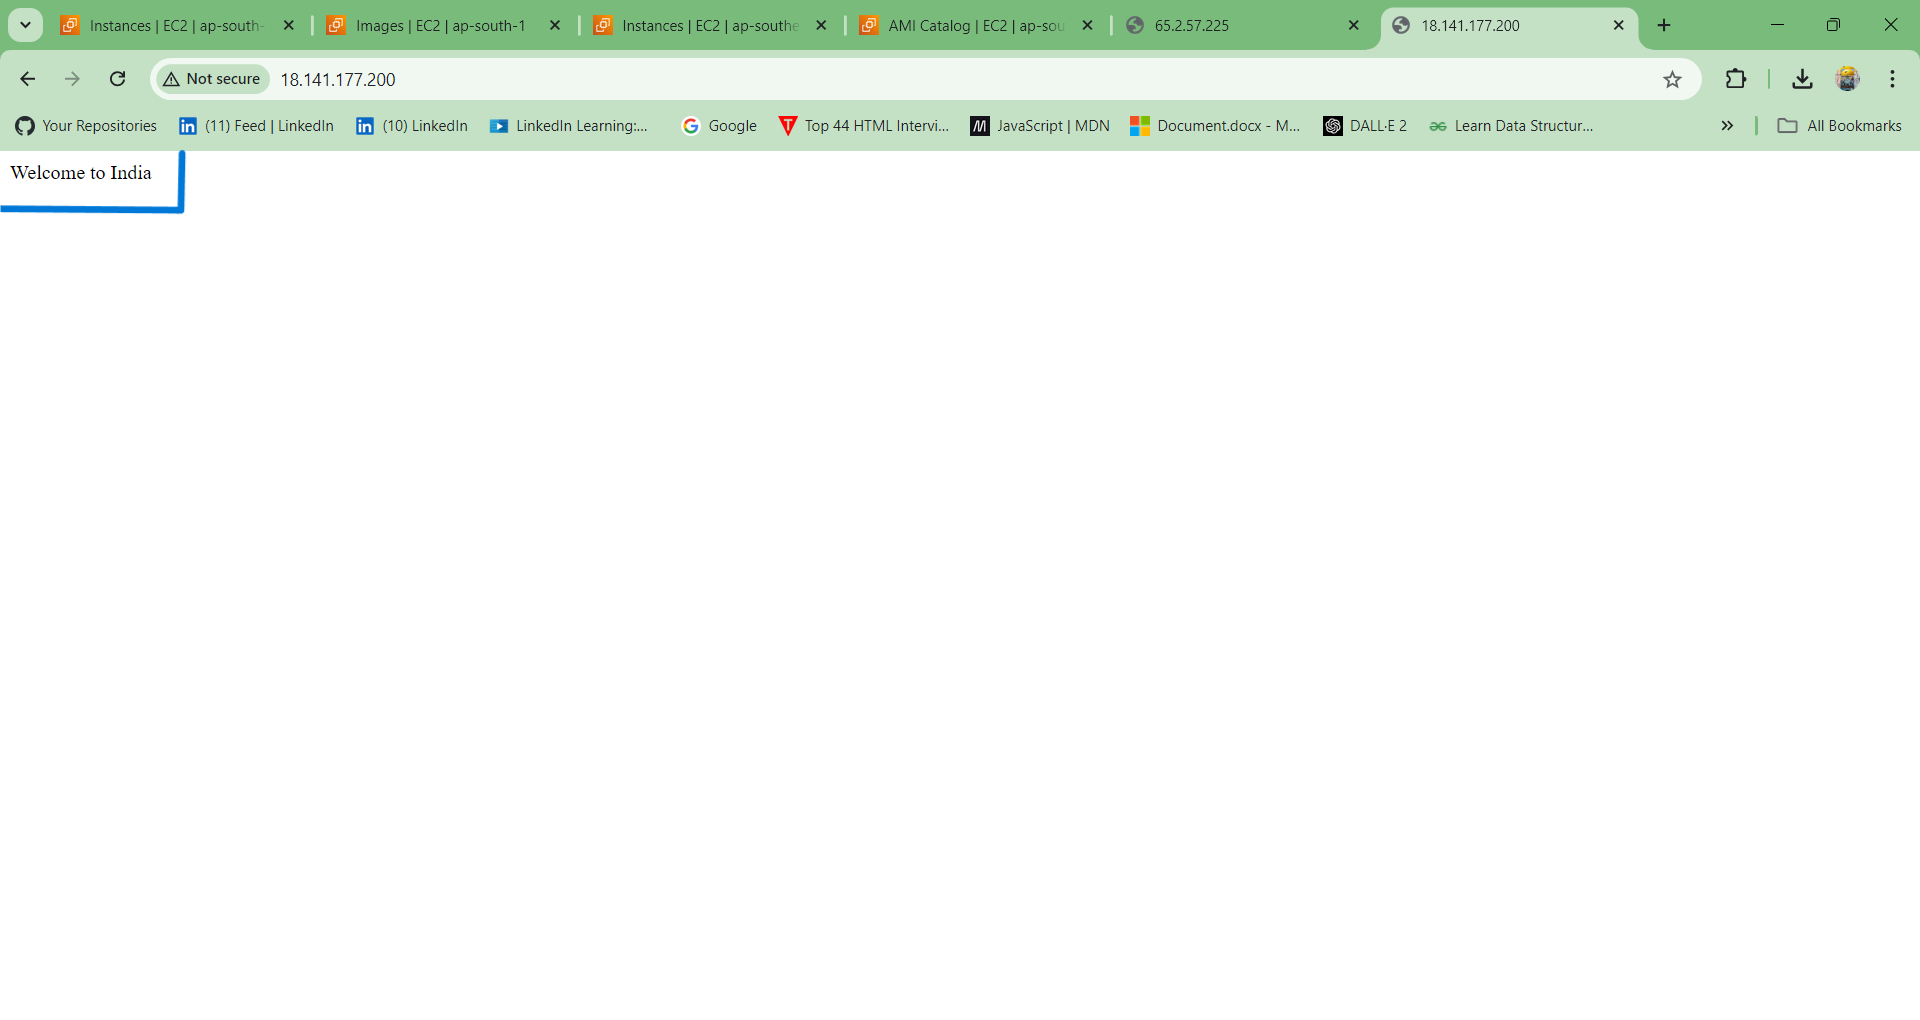 Instances | EC2 | ap-south-
Images | EC2 | ap-south-1
Instances | EC2 | ap-southe
AMI Catalog | EC2 | ap-sou
65.2.57.225
18.141.177.200
Not secure
18.141.177.200
Your Repositories
(11) Feed | LinkedIn
(10) LinkedIn
LinkedIn Learning:...
Google
Top 44 HTML Intervi...
JavaScript | MDN
Document.docx - M...
DALL·E 2
Learn Data Structur...
All Bookmarks
Welcome to India